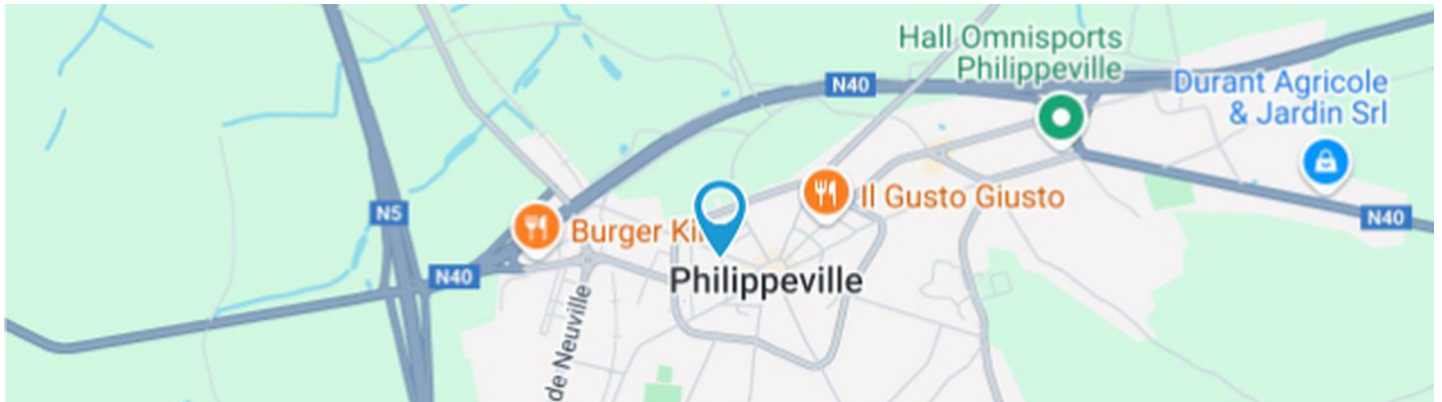 Hall Omnisports
Philippeville
N40
Durant Agricole
& Jardin Srl
N5
Il Gusto Giusto
N40
Burger Ki
N40
Philippeville
de Neuville